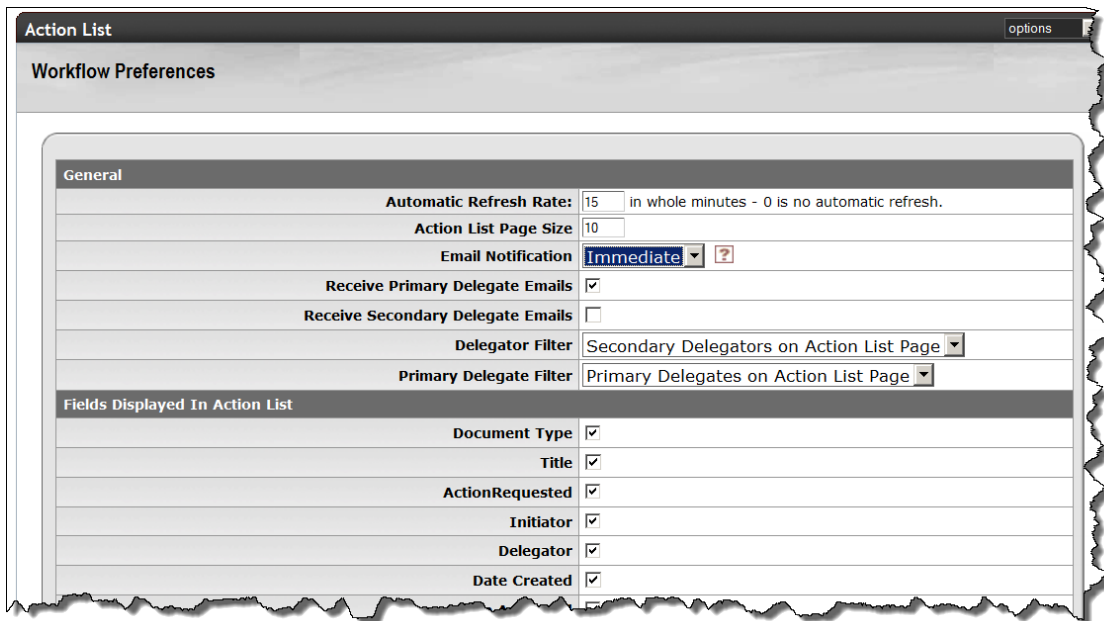 Action List
options
Workflow Preferences
General
Automatic Refresh Rate: 15 in whole minutes - 0 is no automatic refresh.
Action List Page Size 10
Email Notification Immediate ?
Receive Primary Delegate Emails
Receive Secondary Delegate Emails
Delegator Filter Secondary Delegators on Action List Page
Primary Delegate Filter Primary Delegates on Action List Page
Fields Displayed In Action List
Document Type
Title
ActionRequested
Initiator
Delegator
Date Created